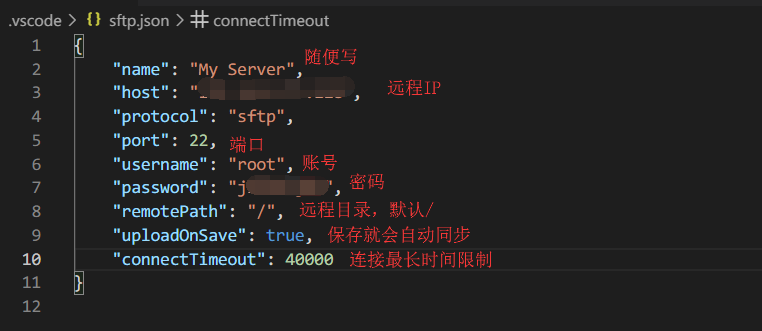 .vscode > {} sftp.json > connectTimeout
1 {
2 "name": "My Server", 随便写
3 "host": " , 远程IP
4 "protocol": "sftp",
5 "port": 22, 端口
6 "username": "root", 账号
7 "password": "j ", 密码
8 "remotePath": "/", 远程目录，默认/
9 "uploadOnSave": true, 保存就会自动同步
10 "connectTimeout": 40000 连接最长时间限制
11 }
12